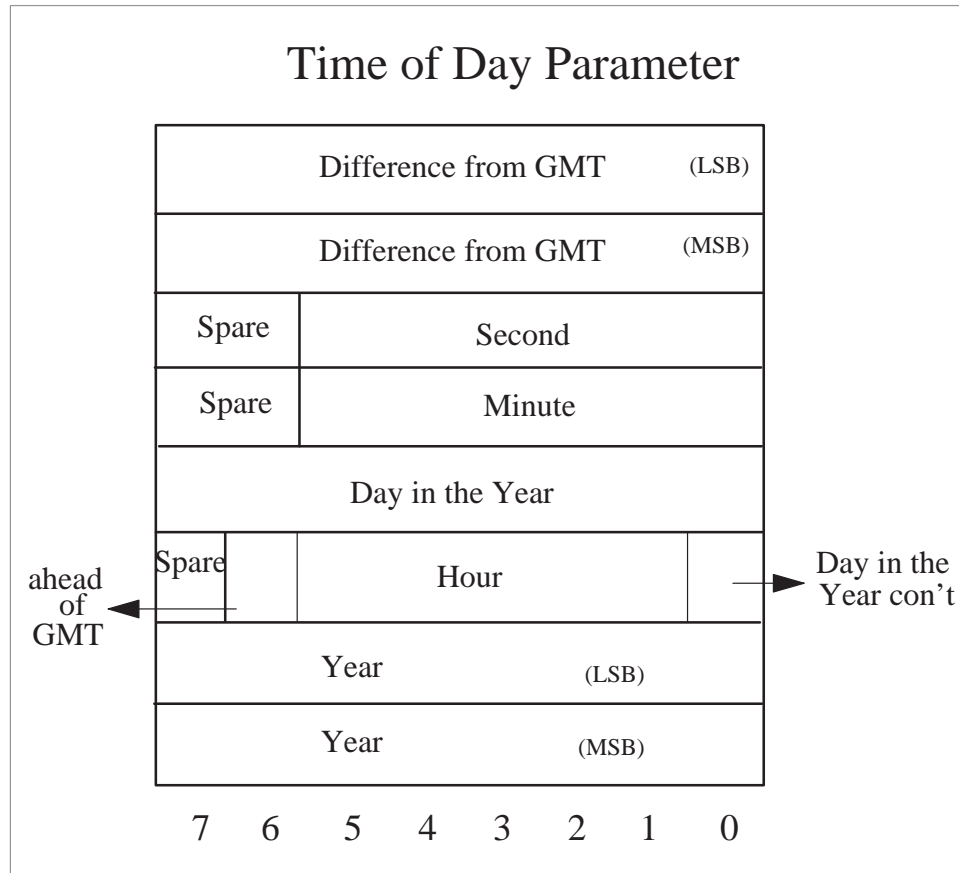 Time of Day Parameter
Difference from GMT (LSB)
Difference from GMT (MSB)
Spare Second
Spare Minute
Day in the Year
Spare Hour
ahead
of
GMT
Day in the
Year con't
Year (LSB)
Year (MSB)
7 6 5 4 3 2 1 0